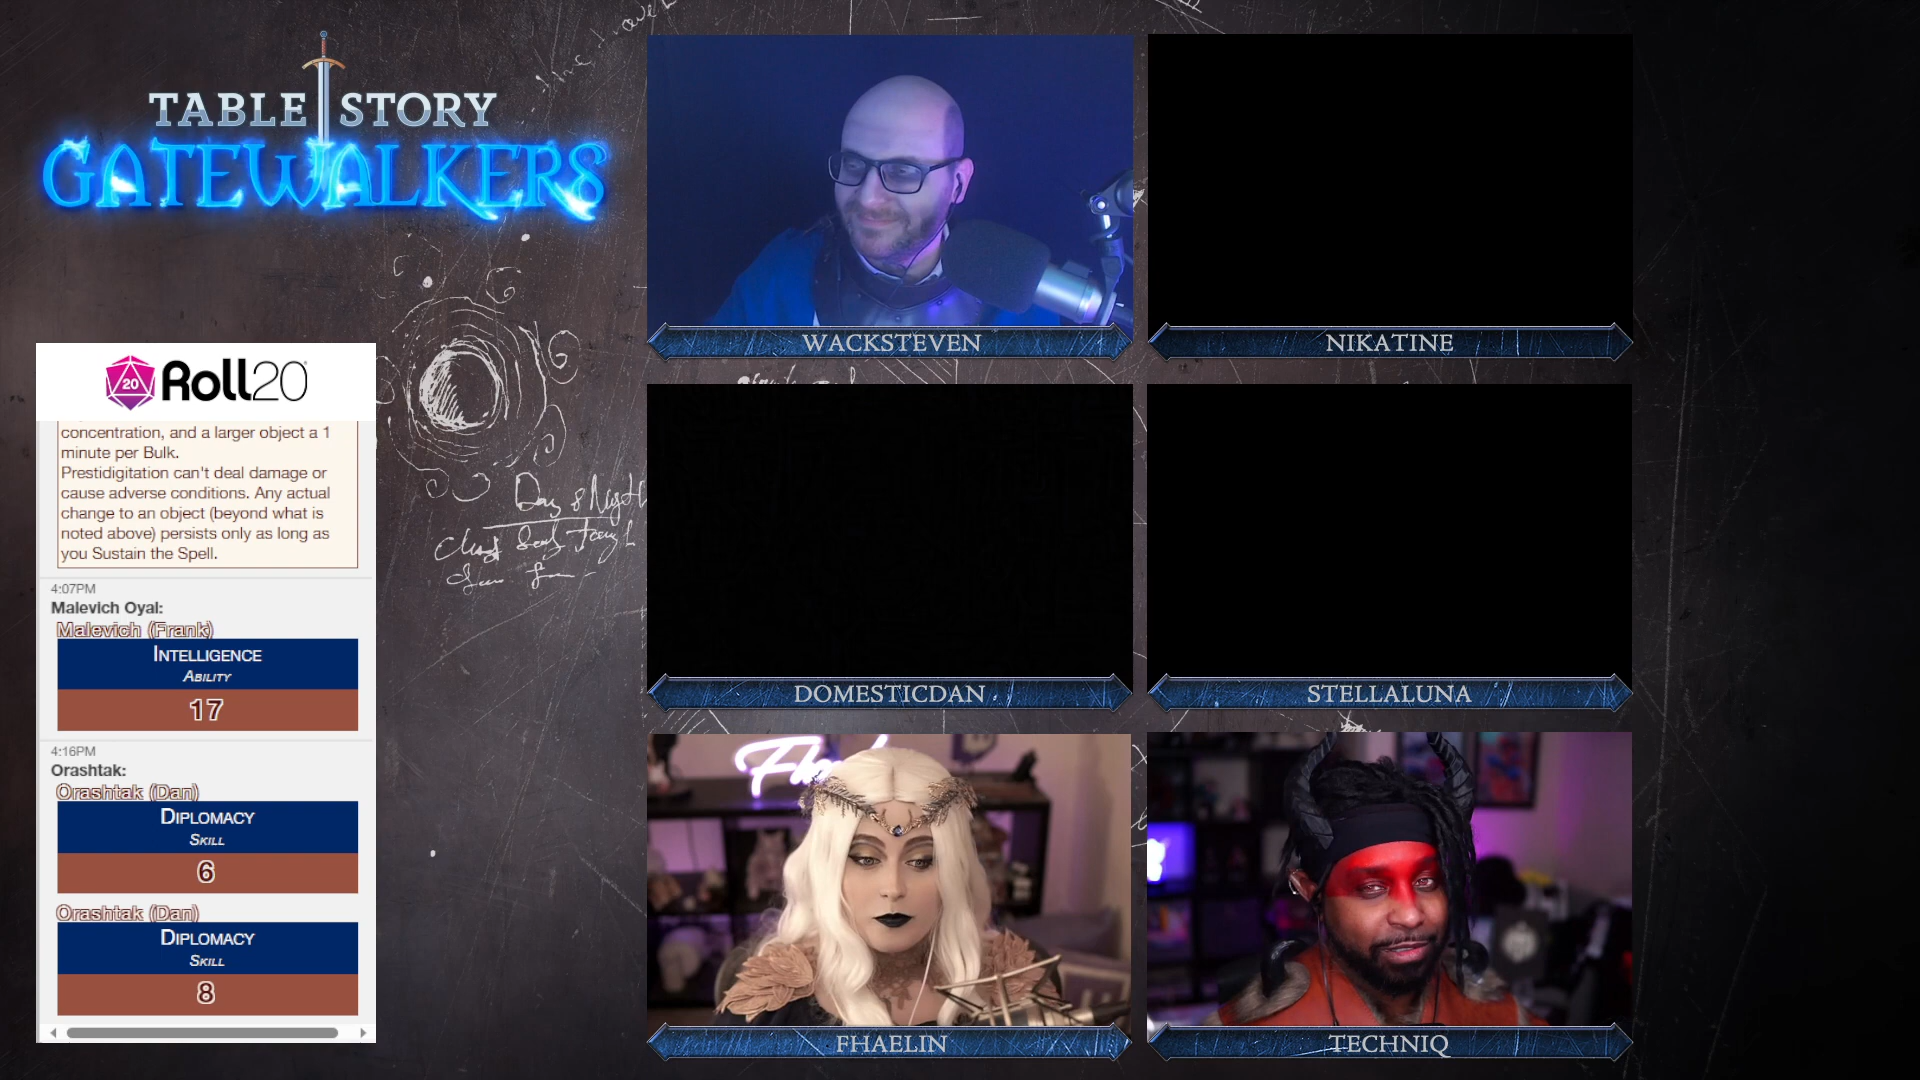 TABLE STORY
GATEWALKERS
20 Roll20
concentration, and a larger object a 1
minute per Bulk.
Prestidigitation can't deal damage or
cause adverse conditions. Any actual
change to an object (beyond what is
noted above) persists only as long as
you Sustain the Spell.
4:07PM
Malevich Oyal:
Malevich (Frank)
INTELLIGENCE
ABILITY
17
4:16PM
Orashtak:
Orashtak (Dan)
DIPLOMACY
SKILL
6
Orashtak (Dan)
DIPLOMACY
SKILL
8
Day & Night
WACKSTEVEN
NIKATINE
DOMESTICDAN
STELLALUNA
FHAELIN
TECHNIQ